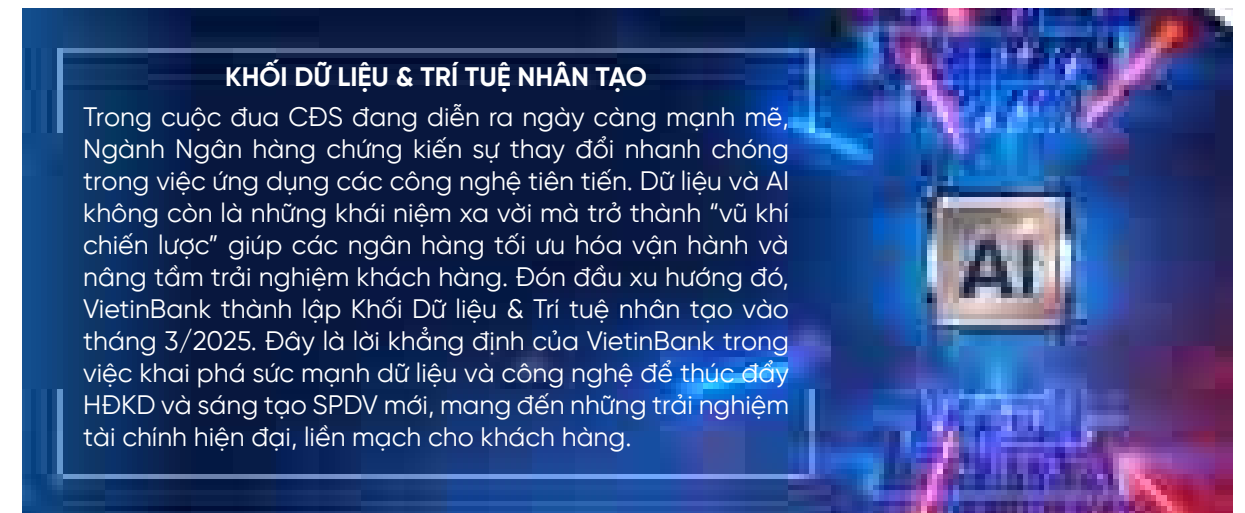 KHỐI DỮ LIỆU & TRÍ TUỆ NHÂN TẠO
Trong cuộc đua CĐS đang diễn ra ngày càng mạnh mẽ,
Ngành Ngân hàng chứng kiến sự thay đổi nhanh chóng
trong việc ứng dụng các công nghệ tiên tiến. Dữ liệu và AI
không còn là những khái niệm xa vời mà trở thành “vũ khí
chiến lược” giúp các ngân hàng tối ưu hóa vận hành và
nâng tầm trải nghiệm khách hàng. Đón đầu xu hướng đó,
VietinBank thành lập Khối Dữ liệu & Trí tuệ nhân tạo vào
tháng 3/2025. Đây là lời khẳng định của VietinBank trong
việc khai phá sức mạnh dữ liệu và công nghệ để thúc đẩy
HĐKD và sáng tạo SPDV mới, mang đến những trải nghiệm
tài chính hiện đại, liền mạch cho khách hàng.
AI